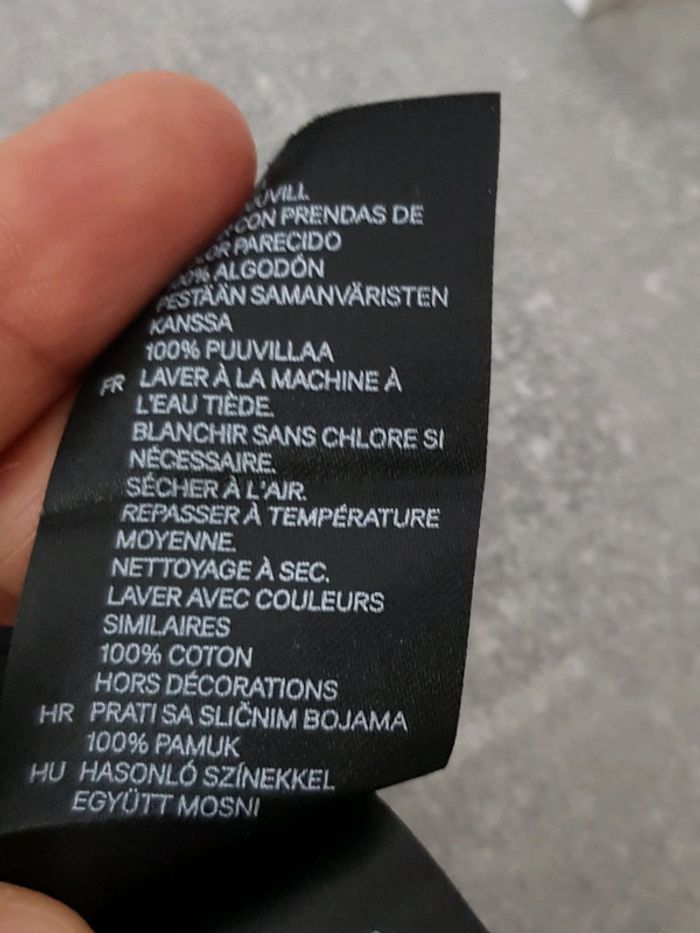 CON PRENDAS DE
PARECIDO
ALGODÓN
PESTÄÄN SAMANVÄRISTEN
KANSSA
100% PUUVILLAA
FR LAVER À LA MACHINE À
L'EAU TIÈDE.
BLANCHIR SANS CHLORE SI
NÉCESSAIRE.
SÉCHER À L'AIR.
REPASSER À TEMPÉRATURE
MOYENNE.
NETTOYAGE À SEC.
LAVER AVEC COULEURS
SIMILAIRES
100% COTON
HORS DÉCORATIONS
HR PRATI SA SLIČNIM BOJAMA
100% PAMUK
HU HASONLÓ SZÍNEKKEL
EGYÜTT MOSNI